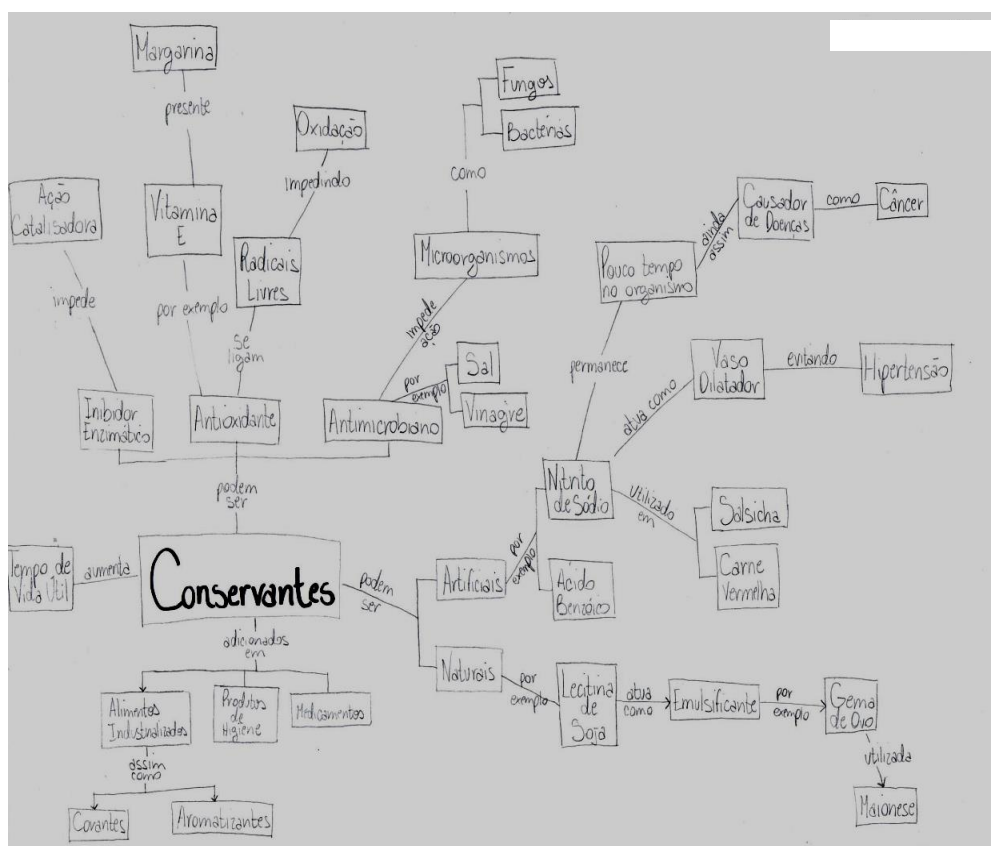 Margarina
presente
Fungos
Bactérias
Oxidação
impedindo
como
Ação
Catalisadora
Vitamina
E
Causador
de Doenças
como
Câncer
ainda
assim
Radicais
Livres
Microorganismos
Pouco tempo
no organismo
impede
por exemplo
se
ligam
impede
ação
permanece
por
exemplo
Sal
Vinagre
Vaso
Dilatador
evitando
Hipertensão
atua como
Inibidor
Enzimático
Antioxidante
Antimicrobiano
podem
ser
Nitrito
de Sódio
utilizado
em
Salsicha
Carne
Vermelha
Tempo de
Vida Útil
aumenta
Conservantes
podem
ser
Artificiais
por
exemplo
Ácido
Benzóico
adicionados
em
Naturais
por
exemplo
Lecitina
de
Soja
atua
como
Emulsificante
por
exemplo
Gema
de Ovo
Alimentos
Industrializados
Produtos
de
Higiene
Medicamentos
utilizada
Maionese
assim
como
Corantes
Aromatizantes